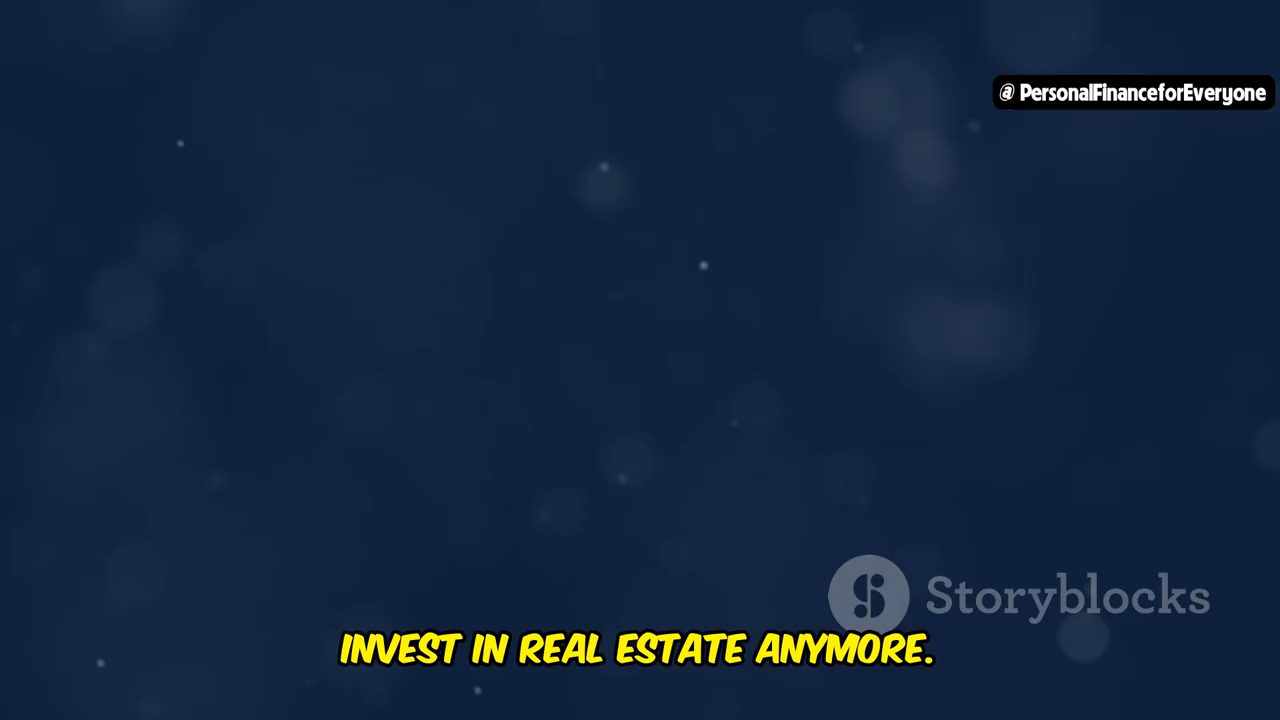 @ PersonalFinanceforEveryone
Storyblocks
INVEST IN REAL ESTATE ANYMORE.